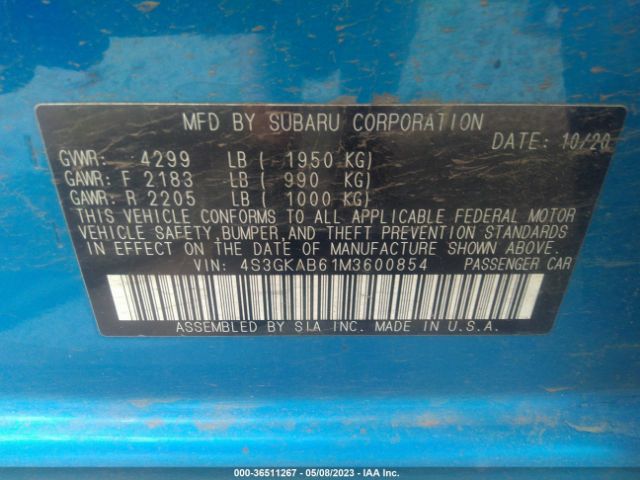 MFD BY SUBARU CORPORATION
DATE: 10/20
GVWR: 4299 LB ( 1950 KG)
GAWR: F 2183 LB ( 990 KG)
GAWR: R 2205 LB ( 1000 KG)
THIS VEHICLE CONFORMS TO ALL APPLICABLE FEDERAL MOTOR
VEHICLE SAFETY, BUMPER, AND THEFT PREVENTION STANDARDS
IN EFFECT ON THE DATE OF MANUFACTURE SHOWN ABOVE.
VIN: 4S3GKAB61M3600854 PASSENGER CAR
ASSEMBLED BY SIA INC. MADE IN U.S.A.
000-36511267 - 05/08/2023 - IAA Inc.